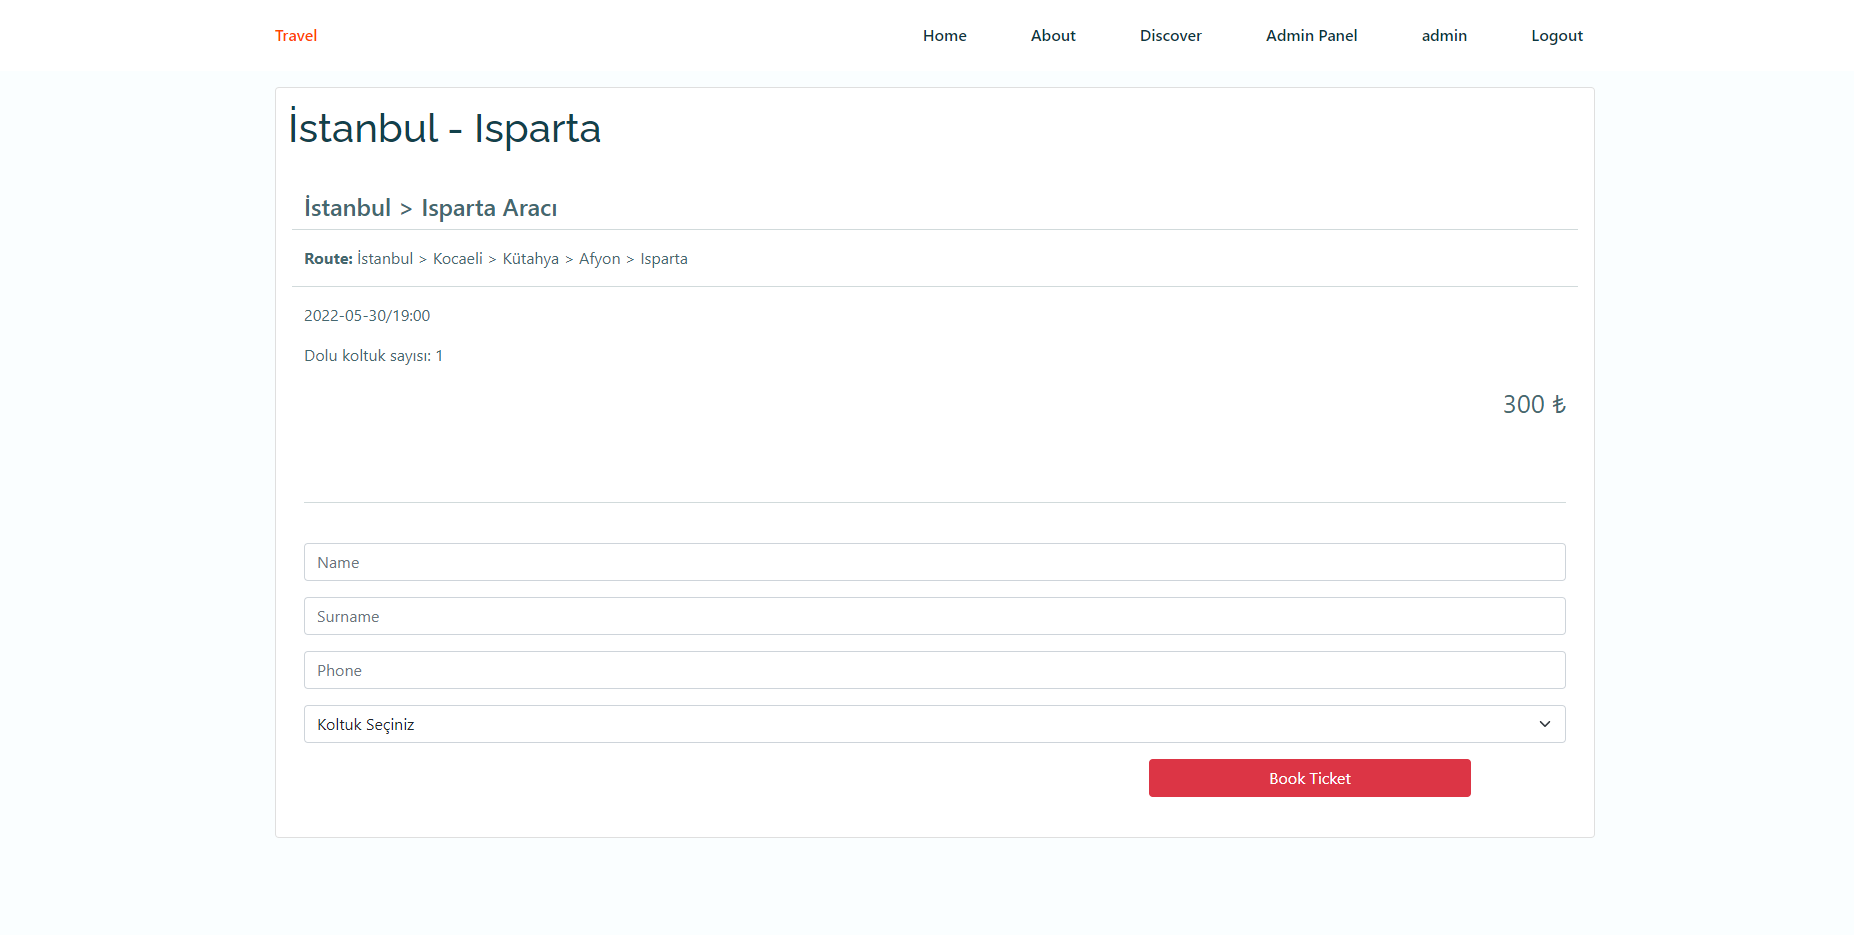 Travel Home About Discover Admin Panel admin Logout
İstanbul - Isparta
İstanbul > Isparta Aracı
Route: İstanbul > Kocaeli > Kütahya > Afyon > Isparta
2022-05-30/19:00
Dolu koltuk sayısı: 1
300 ₺
Name
Surname
Phone
Koltuk Seçiniz
Book Ticket